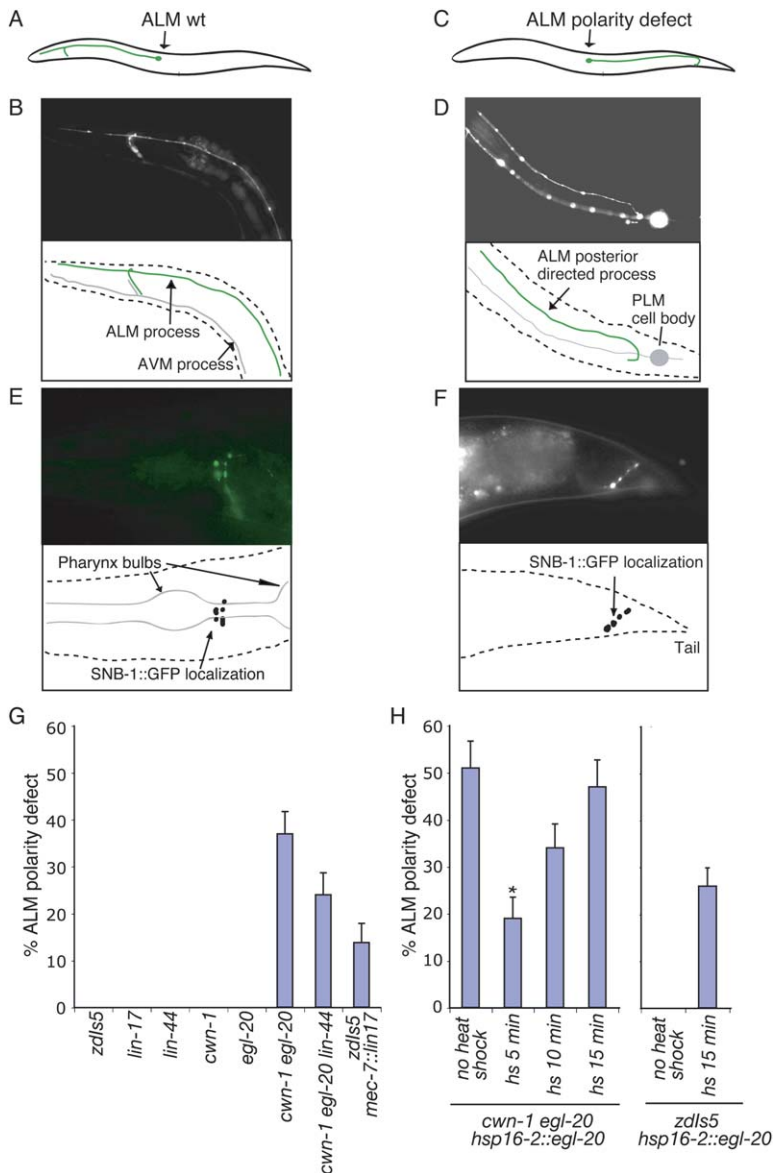 A
ALM wt
C
ALM polarity defect
B
ALM process
AVM process
D
ALM posterior
directed process
PLM
cell body
E
Pharynx bulbs
SNB-1::GFP localization
F
SNB-1::GFP localization
Tail
G
% ALM polarity defect
60
50
40
30
20
10
0
zdIs5
lin-17
lin-44
cwn-1
egl-20
cwn-1 egl-20
cwn-1 egl-20 lin-44
zdIs5
mec-7::lin17
H
% ALM polarity defect
60
50
40
30
20
10
0
*
no heat
shock
hs 5 min
hs 10 min
hs 15 min
cwn-1 egl-20
hsp16-2::egl-20
no heat
shock
hs 15 min
zdIs5
hsp16-2::egl-20